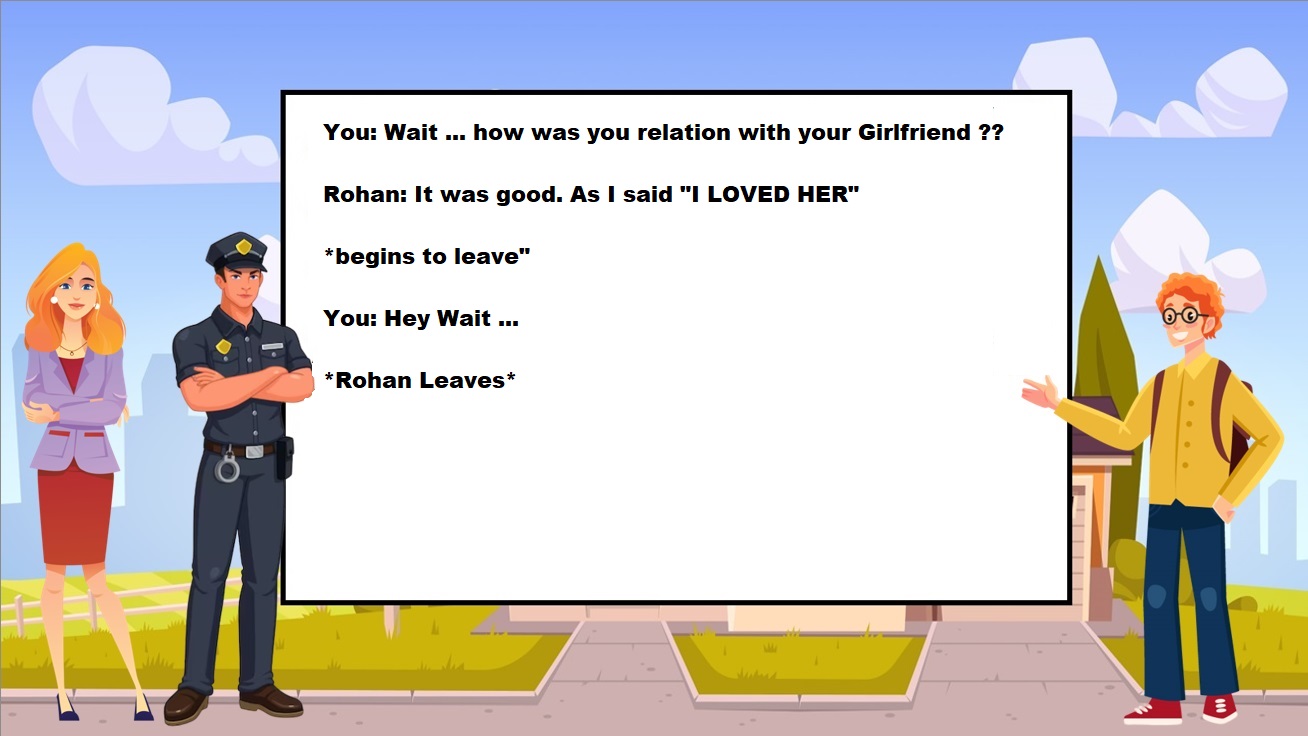 You: Wait ... how was you relation with your Girlfriend ??
Rohan: It was good. As I said "I LOVED HER"
*begins to leave"
You: Hey Wait ...
*Rohan Leaves*